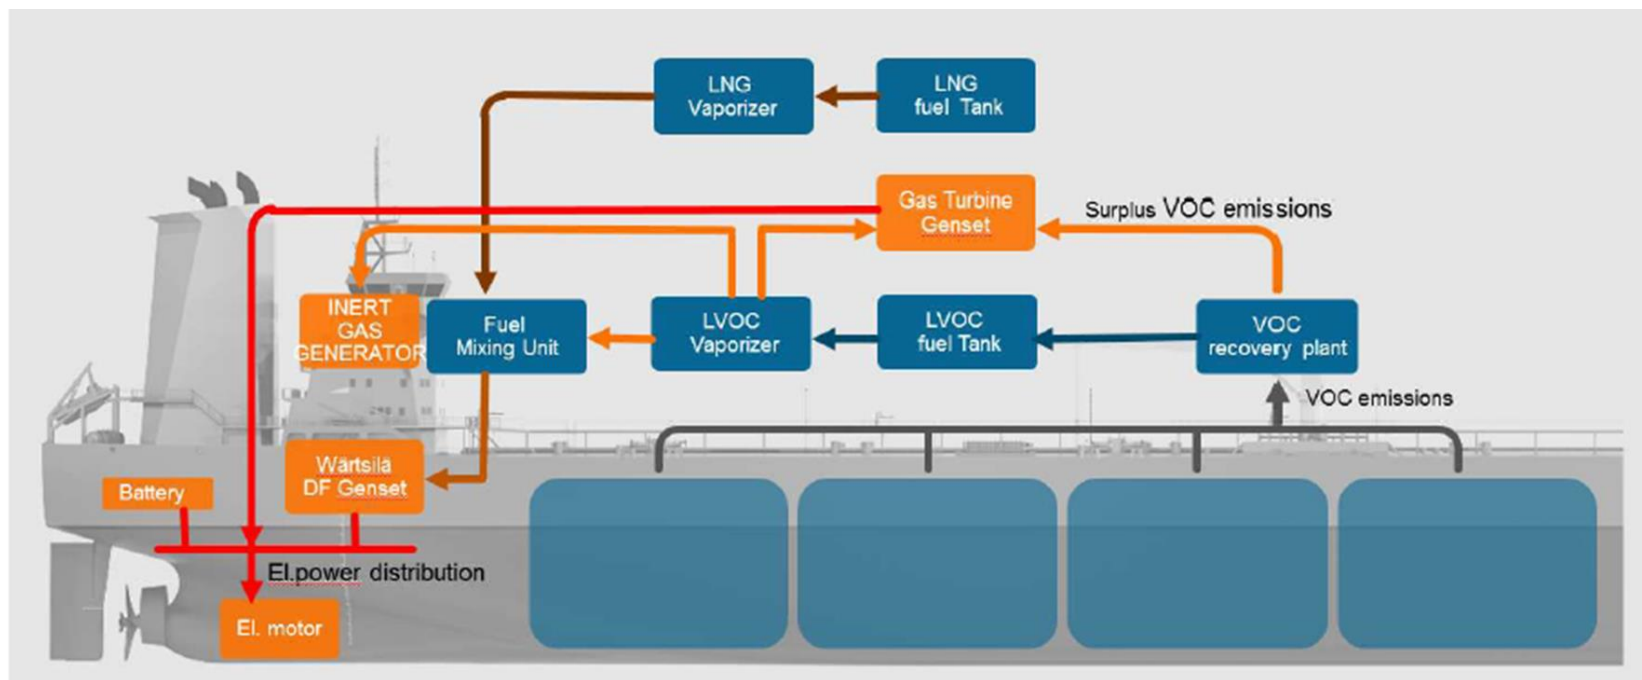 LNG
Vaporizer
LNG
fuel Tank
Gas Turbine
Genset
Surplus VOC emissions
INERT
GAS
GENERATOR
Fuel
Mixing Unit
LVOC
Vaporizer
LVOC
fuel Tank
VOC
recovery plant
VOC emissions
Wärtsilä
DF Genset
Battery
El.power distribution
El. motor